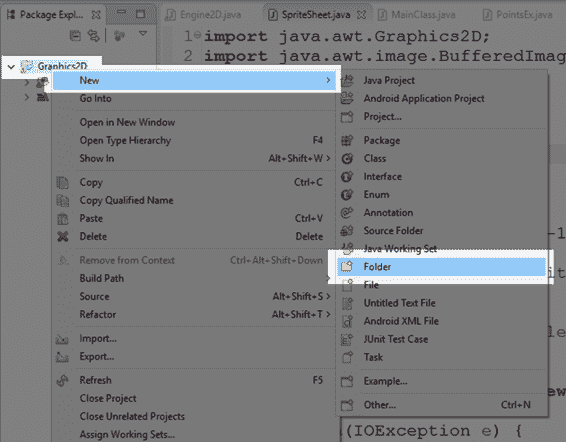 Package Expl...
Engine2D.java
SpriteSheet.java
MainClass.java
PointsEx.java
1 import java.awt.Graphics2D;
2 import java.awt.image.BufferedImag
Graphics2D
New
Go Into
Open in New Window
Open Type Hierarchy F4
Show In Alt+Shift+W
Copy Ctrl+C
Copy Qualified Name
Paste Ctrl+V
Delete Delete
Remove from Context Ctrl+Alt+Shift+Down
Build Path
Source Alt+Shift+S
Refactor Alt+Shift+T
Import...
Export...
Refresh F5
Close Project
Close Unrelated Projects
Assign Working Sets...
Java Project
Android Application Project
Project...
Package
Class
Interface
Enum
Annotation
Source Folder
Java Working Set
Folder
File
Untitled Text File
Android XML File
JUnit Test Case
Task
Example...
Other... Ctrl+N
-1
it
le
ew
(IOException e) {